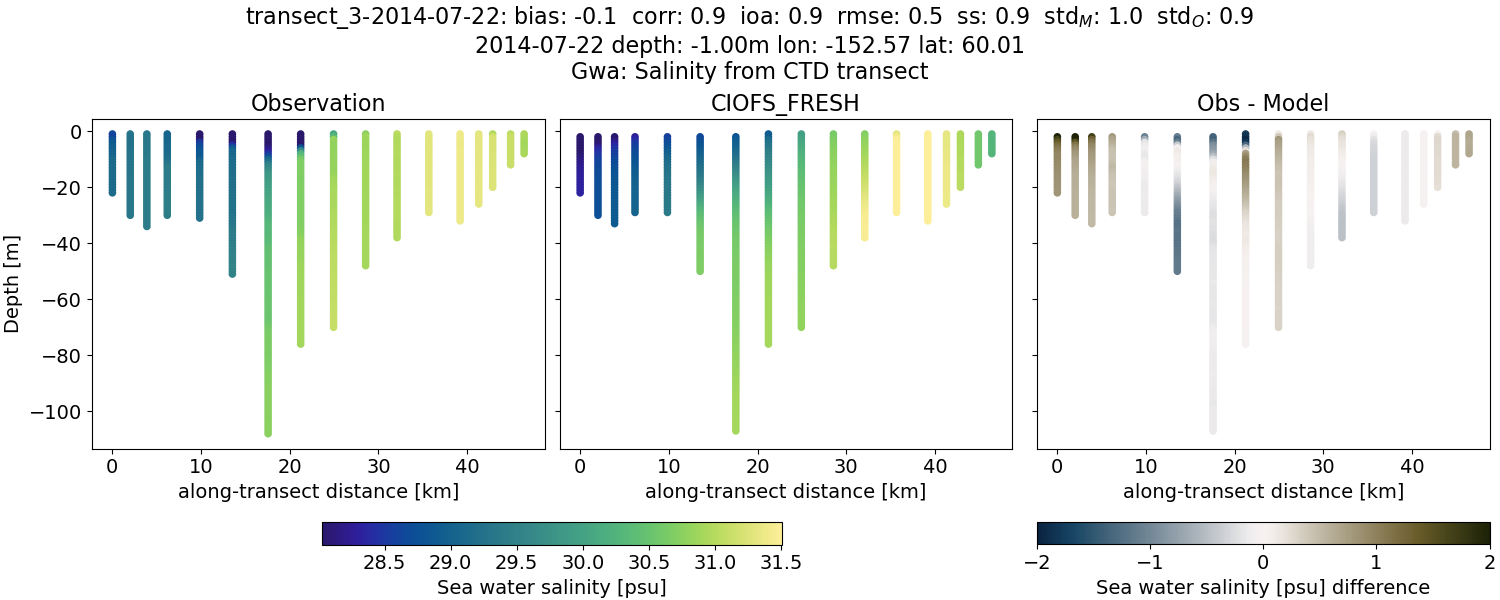 transect_3-2014-07-22: bias: -0.1  corr: 0.9  ioa: 0.9  rmse: 0.5  ss: 0.9  std_M: 1.0  std_O: 0.9
2014-07-22 depth: -1.00m lon: -152.57 lat: 60.01
Gwa: Salinity from CTD transect
Observation
CIOFS_FRESH
Obs - Model
Depth [m]
0
−20
−40
−60
−80
−100
0 10 20 30 40
0 10 20 30 40
0 10 20 30 40
along-transect distance [km]
along-transect distance [km]
along-transect distance [km]
28.5 29.0 29.5 30.0 30.5 31.0 31.5
Sea water salinity [psu]
−2 −1 0 1 2
Sea water salinity [psu] difference